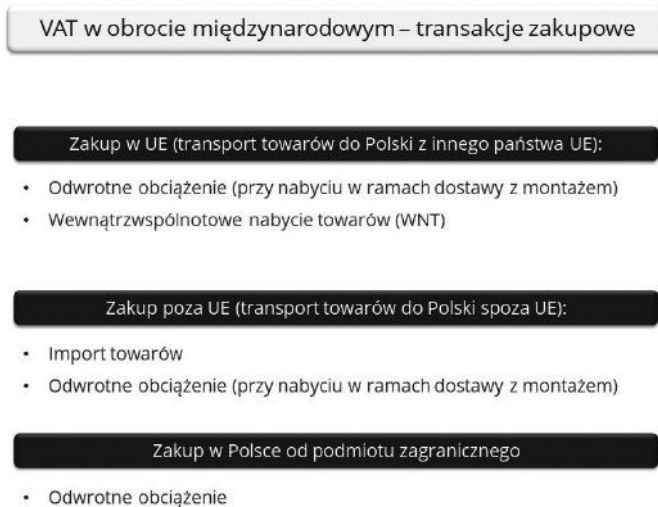 VAT w obrocie międzynarodowym – transakcje zakupowe
Zakup w UE (transport towarów do Polski z innego państwa UE):
• Odwrotne obciążenie (przy nabyciu w ramach dostawy z montażem)
• Wewnątrzwspólnotowe nabycie towarów (WNT)
Zakup poza UE (transport towarów do Polski spoza UE):
• Import towarów
• Odwrotne obciążenie (przy nabyciu w ramach dostawy z montażem)
Zakup w Polsce od podmiotu zagranicznego
• Odwrotne obciążenie